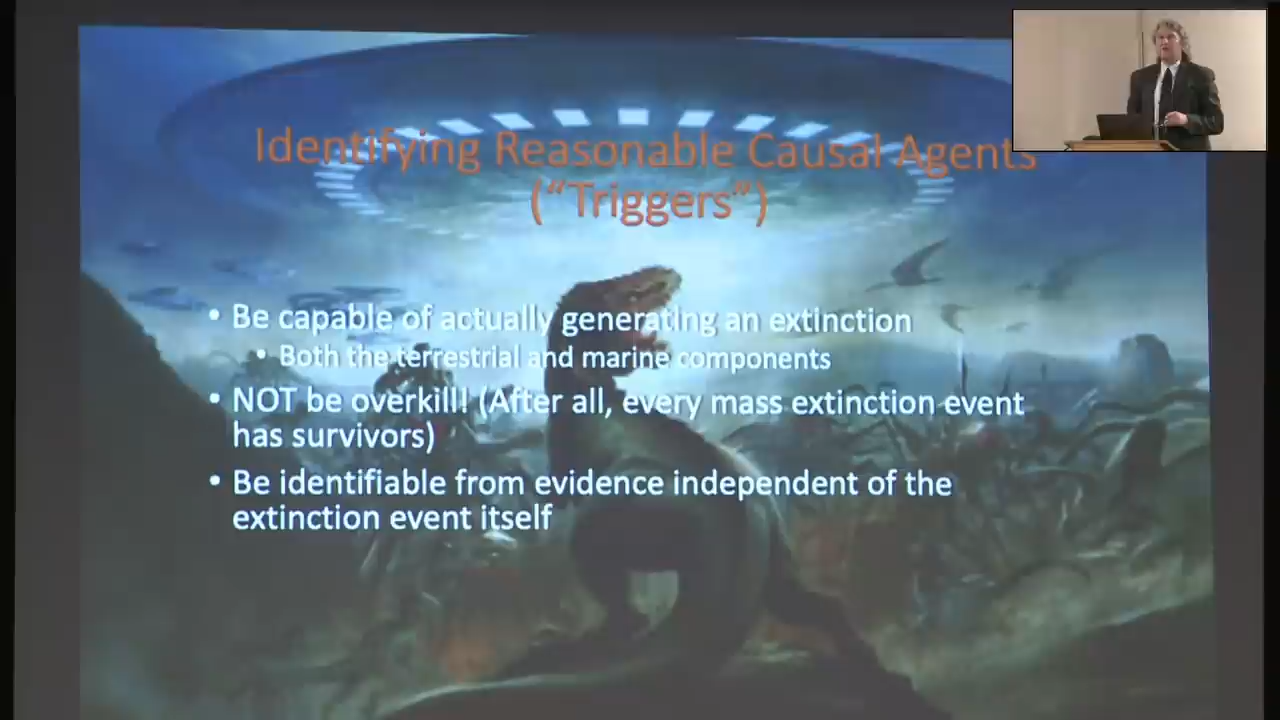 Identifying Reasonable Causal Agents
(“Triggers”)
• Be capable of actually generating an extinction
• Both the terrestrial and marine components
• NOT be overkill! (After all, every mass extinction event
has survivors)
• Be identifiable from evidence independent of the
extinction event itself